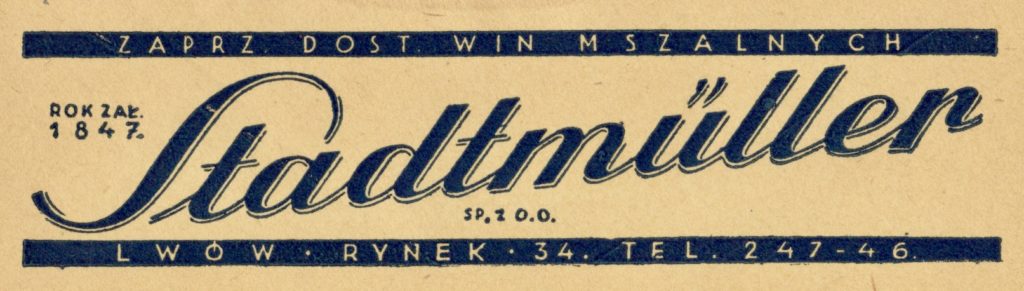 ZAPRZ. DOST. WIN MSZALNYCH
ROK ZAŁ.
1847.
Stadtmüller
SP. Z O.O.
LWÓW · RYNEK · 34. TEL. 247-46.